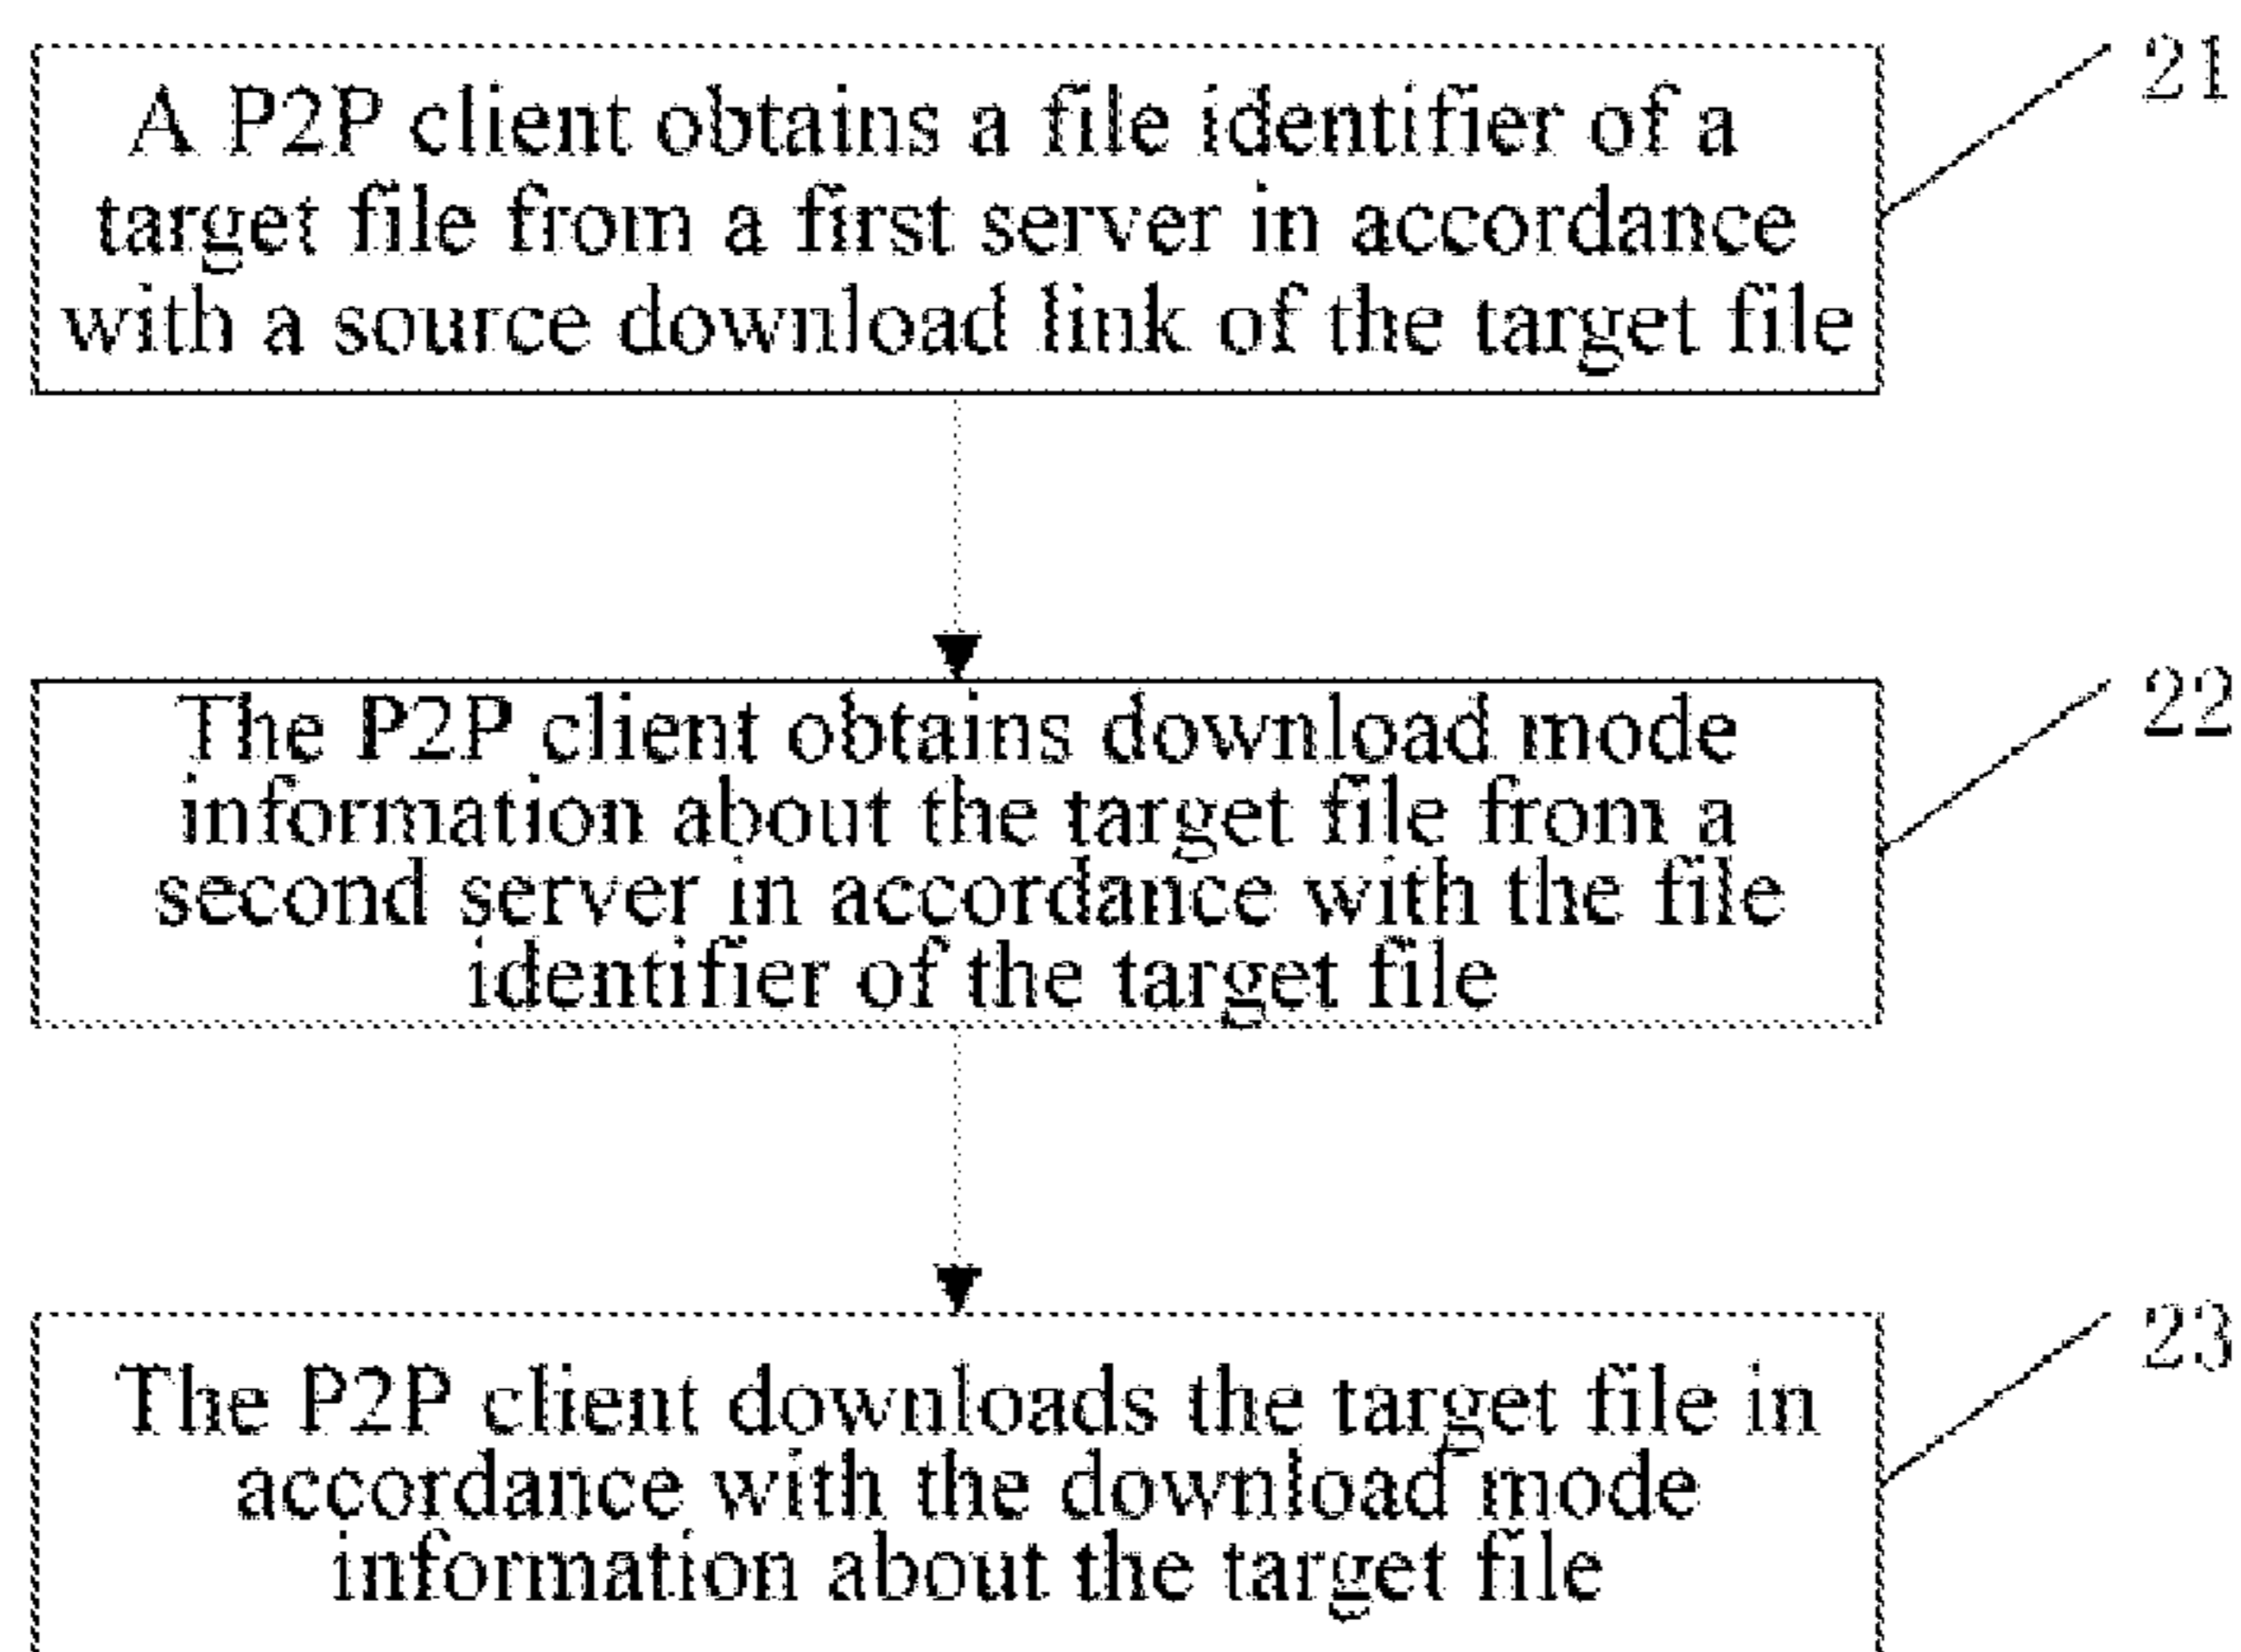 A P2P client obtains a file identifier of a
target file from a first server in accordance
with a source download link of the target file
21
The P2P client obtains download mode
information about the target file from a
second server in accordance with the file
identifier of the target file
22
The P2P client downloads the target file in
accordance with the download mode
information about the target file
23